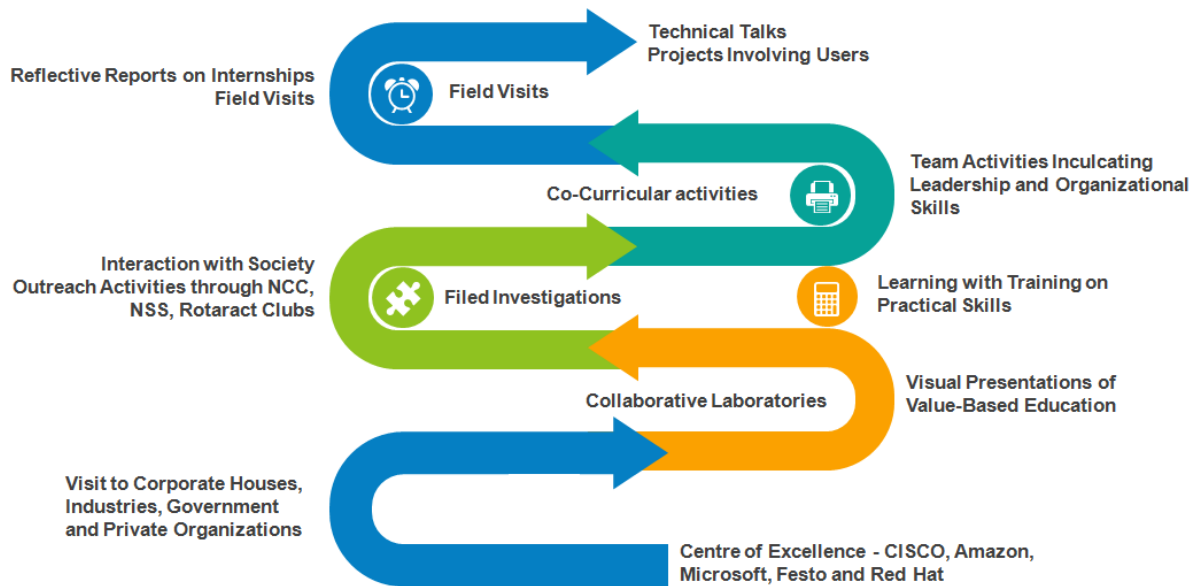 Technical Talks
Projects Involving Users
Reflective Reports on Internships
Field Visits
Field Visits
Team Activities Inculcating
Leadership and Organizational
Skills
Co-Curricular activities
Interaction with Society
Outreach Activities through NCC,
NSS, Rotaract Clubs
Filed Investigations
Learning with Training on
Practical Skills
Visual Presentations of
Value-Based Education
Collaborative Laboratories
Visit to Corporate Houses,
Industries, Government
and Private Organizations
Centre of Excellence - CISCO, Amazon,
Microsoft, Festo and Red Hat